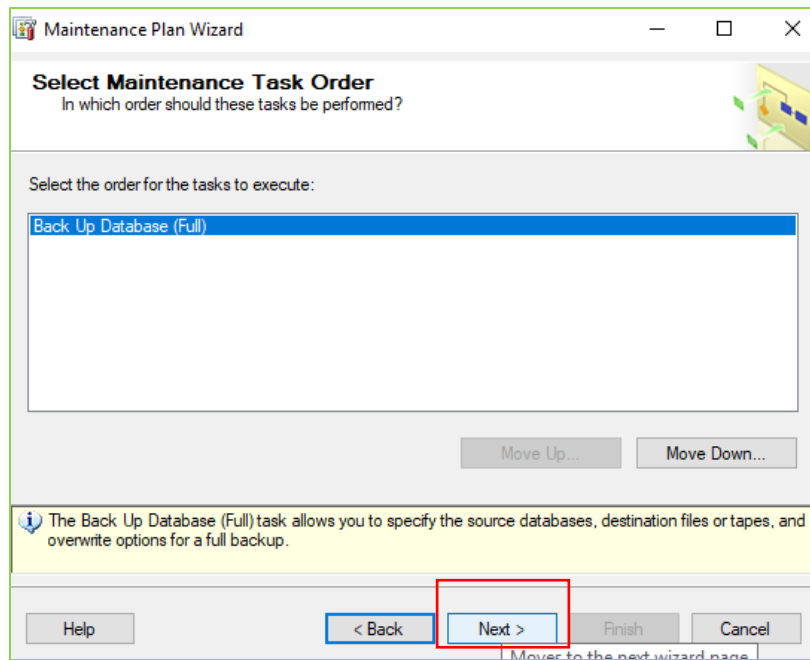 Maintenance Plan Wizard
Select Maintenance Task Order
In which order should these tasks be performed?
Select the order for the tasks to execute:
Back Up Database (Full)
Move Up...
Move Down...
The Back Up Database (Full) task allows you to specify the source databases, destination files or tapes, and
overwrite options for a full backup.
Help
< Back
Next >
Finish
Cancel
Moves to the next wizard page